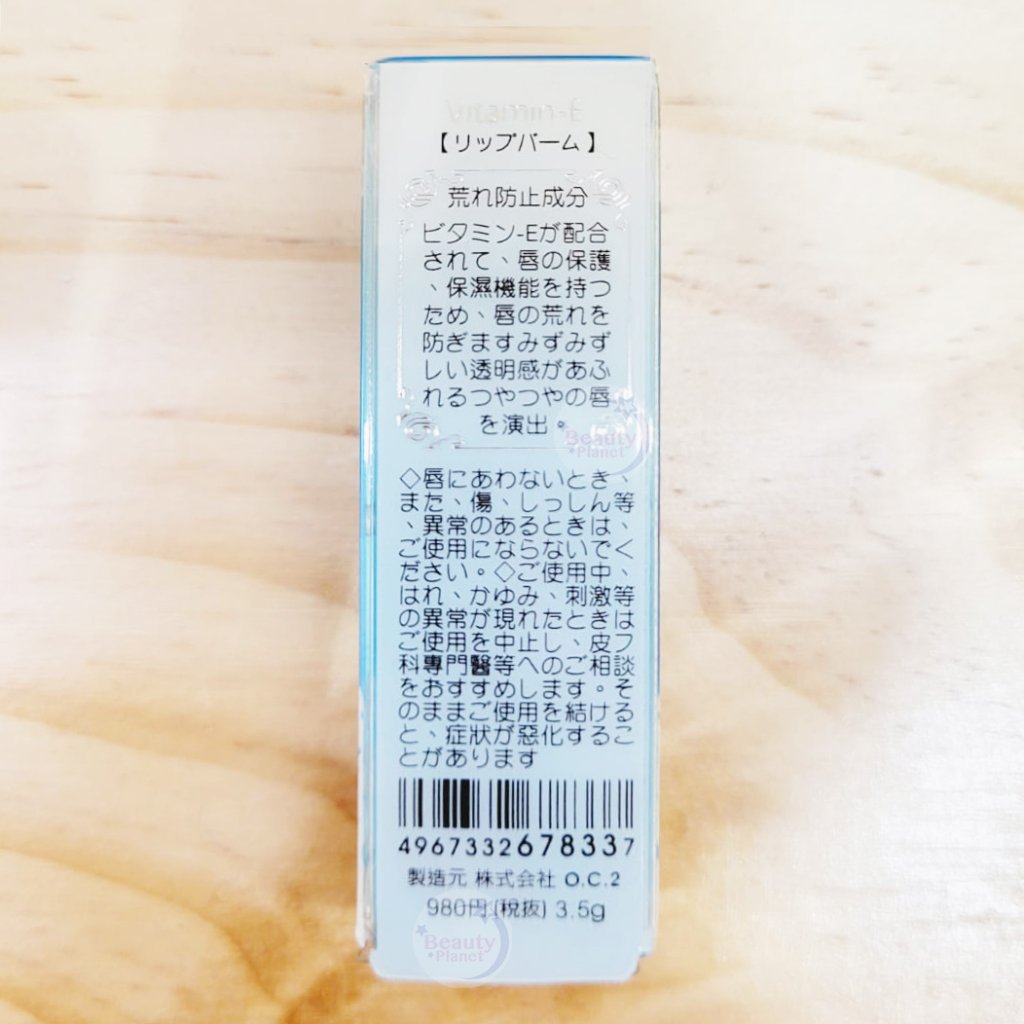 Vitamin-E
【リップバーム】
荒れ防止成分
ビタミン-Eが配合
されて、唇の保護
、保濕機能を持つ
ため、唇の荒れを
防ぎますみずみず
しい透明感があふ
れるつやつやの唇
を演出。
Beauty
Planet
◇唇にあわないとき、
また、傷、しっしん等
、異常のあるときは、
ご使用にならないでく
ださい。◇ご使用中、
はれ、かゆみ、刺激等
の異常が現れたときは
ご使用を中止し、皮フ
科專門醫等へのご相談
をおすすめします。そ
のままご使用を結ける
と、症狀が惡化するこ
とがあります
4967332678337
製造元 株式会社 O.C.2
980円(税抜) 3.5g
Beauty
Planet